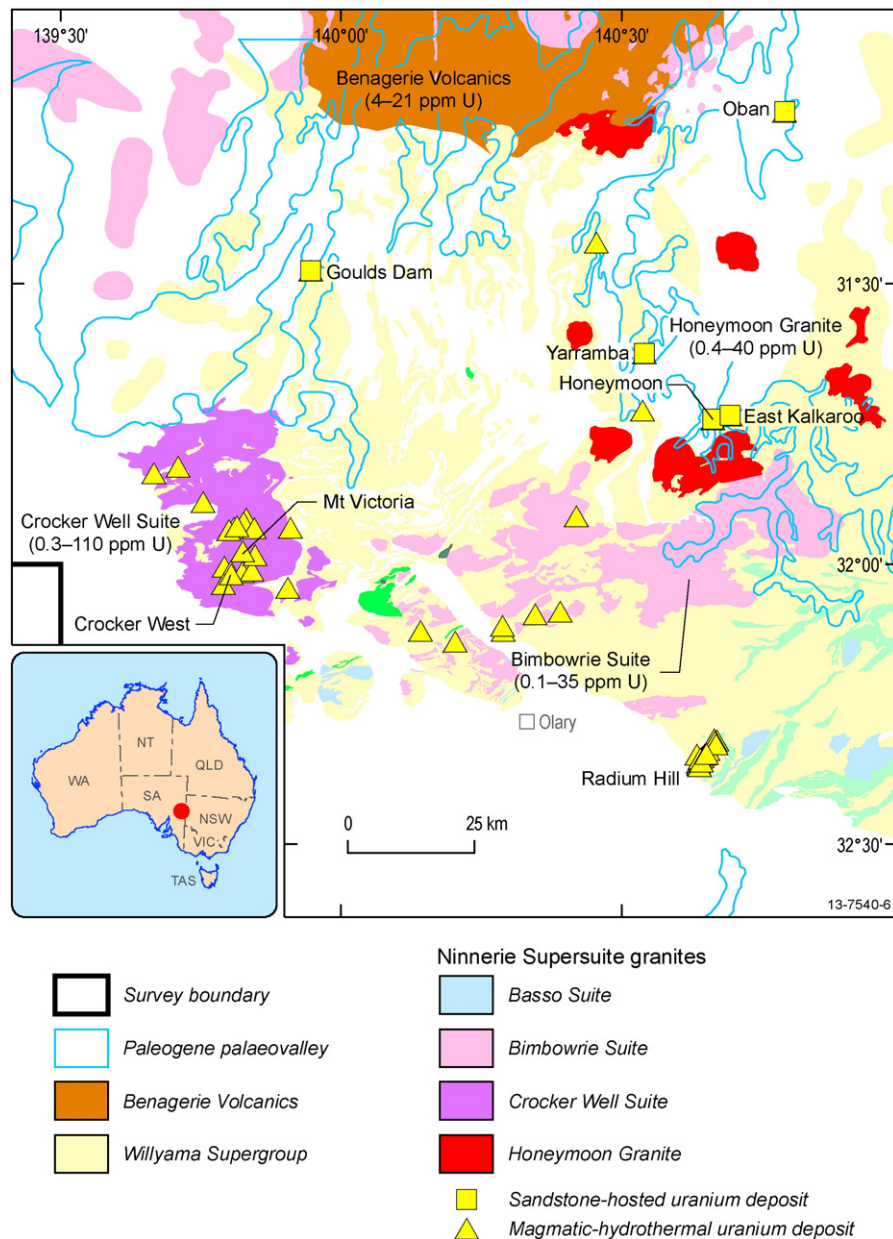 139°30'
140°00'
140°30'
Benagerie Volcanics
(4–21 ppm U)
Oban
Goulds Dam
31°30'
Honeymoon Granite
(0.4–40 ppm U)
Yarramba
Honeymoon
East Kalkaroo
Mt Victoria
Crocker Well Suite
(0.3–110 ppm U)
32°00'
Crocker West
Bimbowrie Suite
(0.1–35 ppm U)
Olary
Radium Hill
NT
QLD
WA
SA
NSW
VIC
TAS
0
25 km
32°30'
13-7540-6
Ninnerie Supersuite granites
Survey boundary
Basso Suite
Paleogene palaeovalley
Bimbowrie Suite
Benagerie Volcanics
Crocker Well Suite
Willyama Supergroup
Honeymoon Granite
Sandstone-hosted uranium deposit
Magmatic-hydrothermal uranium deposit